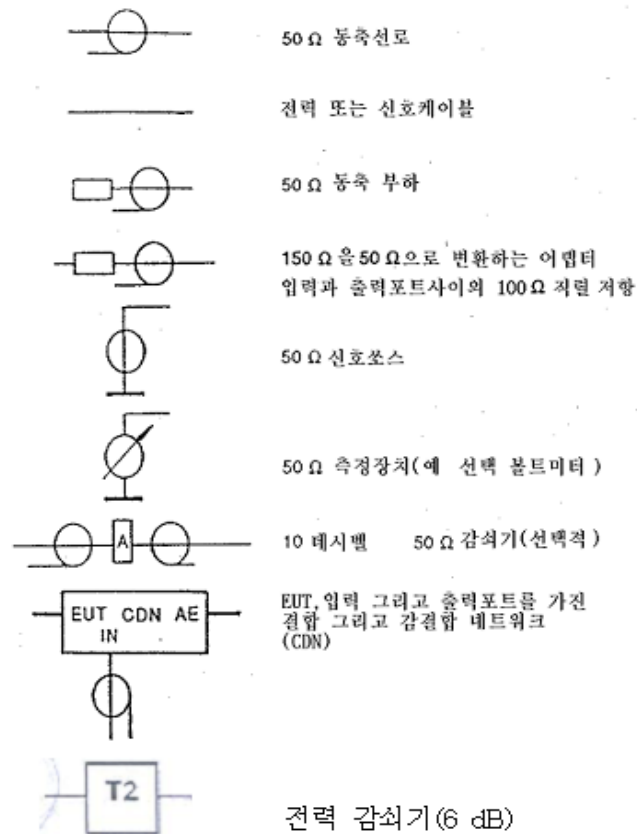 50 Ω 동축선로
전력 또는 신호케이블
50 Ω 동축 부하
150 Ω 을 50 Ω으로 변환하는 어뎁터
입력과 출력포트사이의 100 Ω 직렬 저항
50 Ω 신호쏘스
50 Ω 측정장치(예 선택 볼트미터)
A
10 데시벨 50 Ω 감쇠기(선택적)
EUT CDN AE
IN
EUT,입력 그리고 출력포트를 가진
결합 그리고 감결합 네트워크
(CDN)
T2
전력 감쇠기(6 dB)